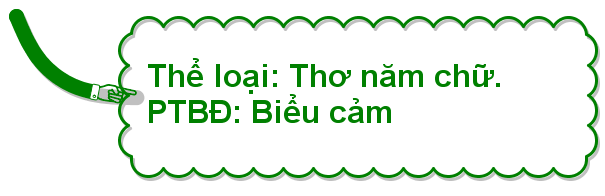 Thể loại: Thơ năm chữ.
PTBĐ: Biểu cảm